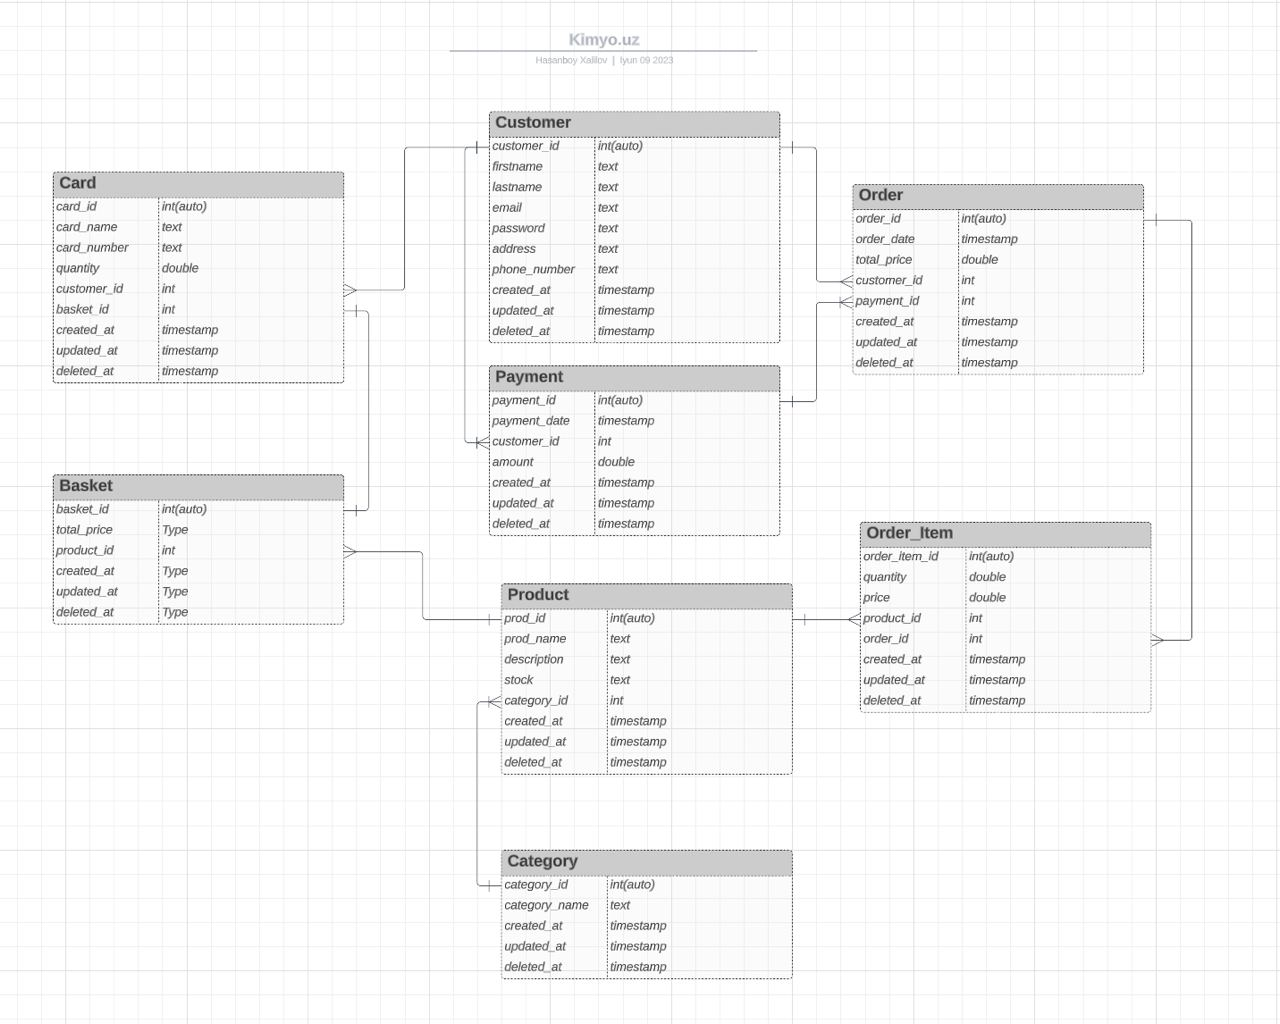 Kimyo.uz
Hasanboy Xalilov | Iyun 09 2023
Customer
customer_id int(auto)
firstname text
lastname text
email text
password text
address text
phone_number text
created_at timestamp
updated_at timestamp
deleted_at timestamp
Card
card_id int(auto)
card_name text
card_number text
quantity double
customer_id int
basket_id int
created_at timestamp
updated_at timestamp
deleted_at timestamp
Order
order_id int(auto)
order_date timestamp
total_price double
customer_id int
payment_id int
created_at timestamp
updated_at timestamp
deleted_at timestamp
Payment
payment_id int(auto)
payment_date timestamp
customer_id int
amount double
created_at timestamp
updated_at timestamp
deleted_at timestamp
Basket
basket_id int(auto)
total_price Type
product_id int
created_at Type
updated_at Type
deleted_at Type
Order_Item
order_item_id int(auto)
quantity double
price double
product_id int
order_id int
created_at timestamp
updated_at timestamp
deleted_at timestamp
Product
prod_id int(auto)
prod_name text
description text
stock text
category_id int
created_at timestamp
updated_at timestamp
deleted_at timestamp
Category
category_id int(auto)
category_name text
created_at timestamp
updated_at timestamp
deleted_at timestamp